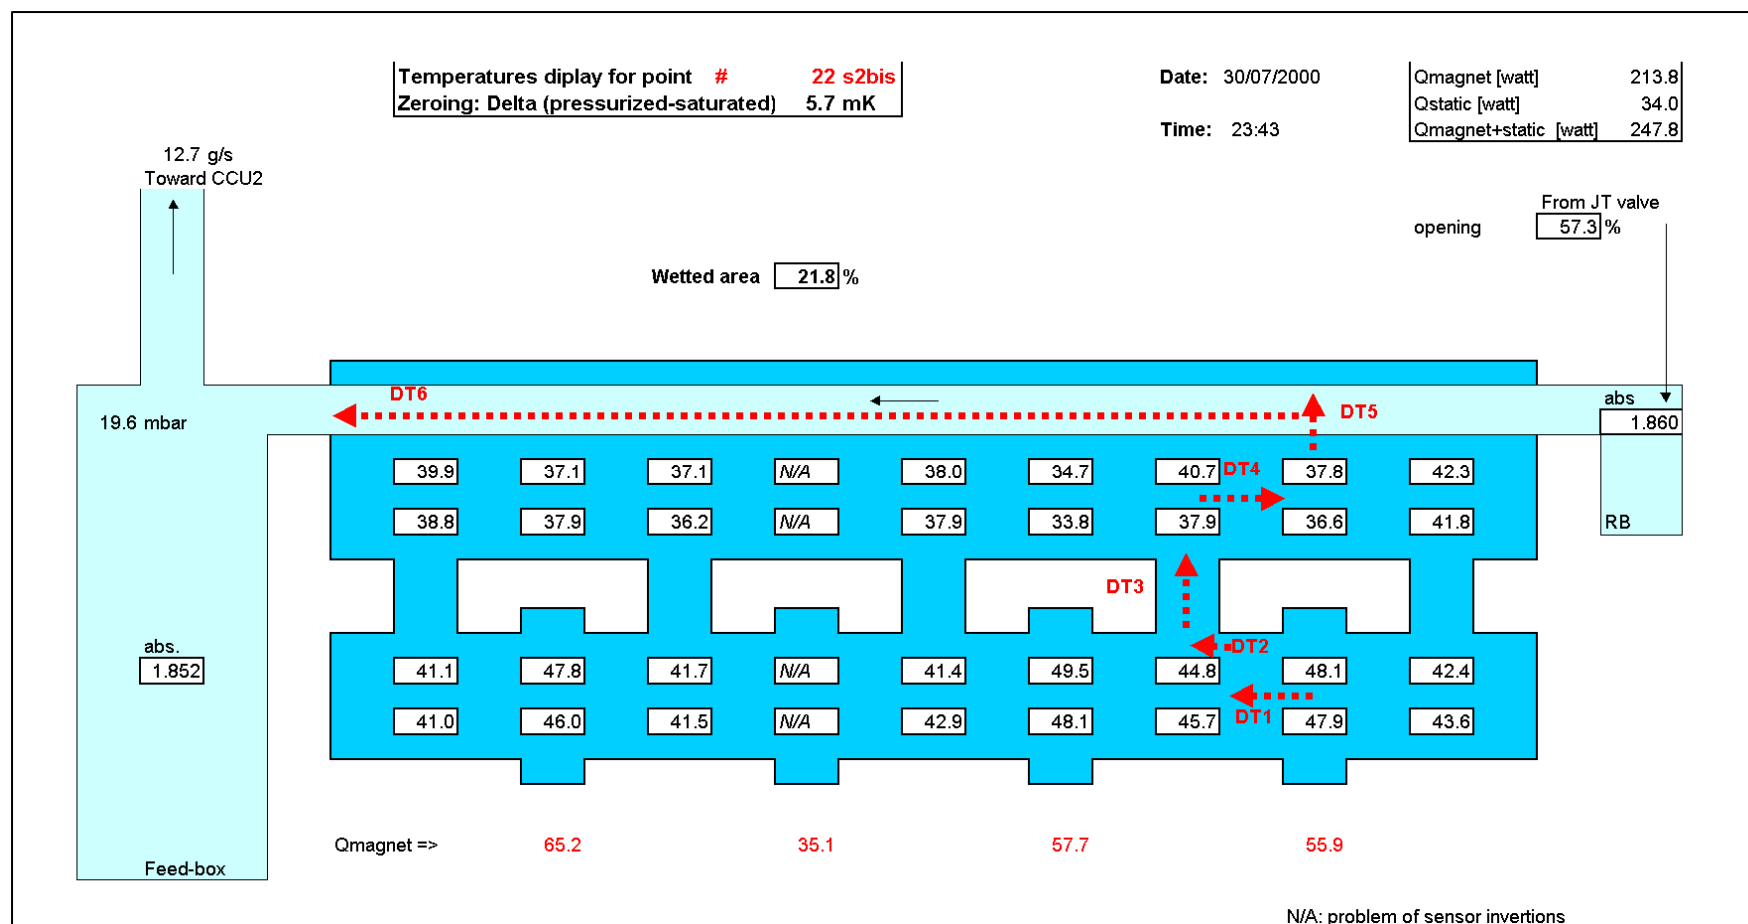 Temperatures diplay for point # 22 s2bis
Zeroing: Delta (pressurized-saturated) 5.7 mK
Date: 30/07/2000
Time: 23:43
Qmagnet [watt] 213.8
Qstatic [watt] 34.0
Qmagnet+static [watt] 247.8
12.7 g/s
Toward CCU2
From JT valve
opening 57.3 %
Wetted area 21.8 %
DT6
abs
19.6 mbar
DT5
1.860
39.9 37.1 37.1 N/A 38.0 34.7 40.7 DT4 37.8 42.3
38.8 37.9 36.2 N/A 37.9 33.8 37.9 36.6 41.8
RB
DT3
abs.
DT2
1.852
41.1 47.8 41.7 N/A 41.4 49.5 44.8 48.1 42.4
DT1
41.0 46.0 41.5 N/A 42.9 48.1 45.7 47.9 43.6
Qmagnet => 65.2 35.1 57.7 55.9
Feed-box
N/A: problem of sensor invertions